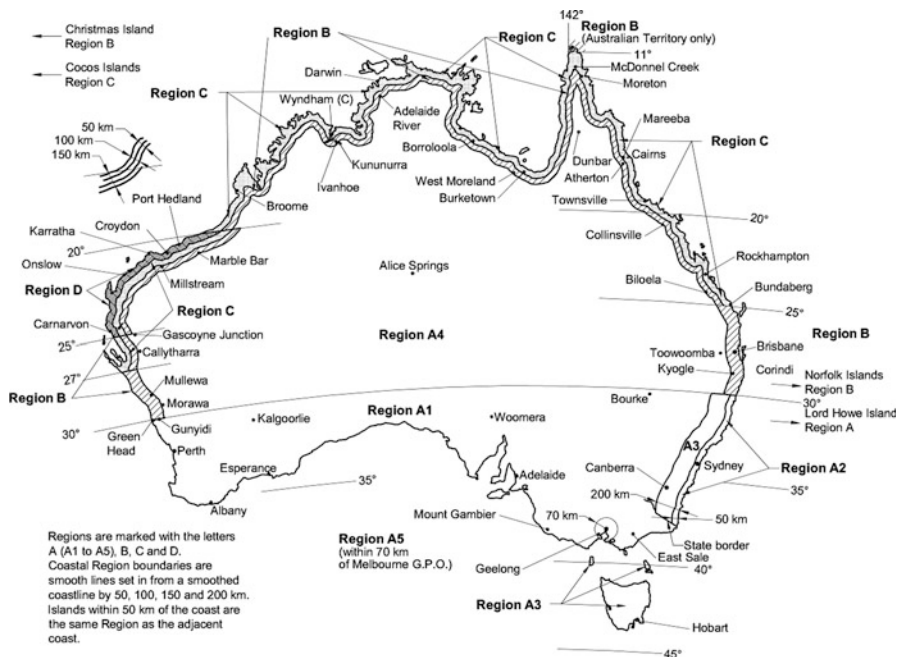 Christmas Island
Region B
Cocos Islands
Region C
50 km
100 km
150 km
142°
Region B
(Australian Territory only)
11°
McDonnel Creek
Moreton
Region B
Region C
Darwin
Region C
Wyndham (C)
Adelaide
River
Mareeba
Region C
Borroloola
Dunbar
Cairns
Kununurra
Atherton
Ivanhoe
West Moreland
Burketown
Townsville
Port Hedland
Broome
20°
Croydon
Collinsville
Karratha
20°
Marble Bar
Rockhampton
Onslow
Alice Springs
Millstream
Biloela
Bundaberg
Region D
25°
Region C
Carnarvon
Gascoyne Junction
Region A4
Region B
25°
Callytharra
Toowoomba
Brisbane
27°
Kyogle
Corindi
Norfolk Islands
Region B
Mullewa
Region B
Bourke
30°
Morawa
Region A1
Kalgoorlie
Woomera
Lord Howe Island
Region A
30°
Gunyidi
Green
Head
Perth
A3
Adelaide
Canberra
Sydney
Region A2
Esperance
35°
35°
200 km
Albany
Mount Gambier
70 km
50 km
Region A5
(within 70 km
of Melbourne G.P.O.)
State border
East Sale
Geelong
40°
Region A3
Hobart
45°
Regions are marked with the letters
A (A1 to A5), B, C and D.
Coastal Region boundaries are
smooth lines set in from a smoothed
coastline by 50, 100, 150 and 200 km.
Islands within 50 km of the coast are
the same Region as the adjacent
coast.